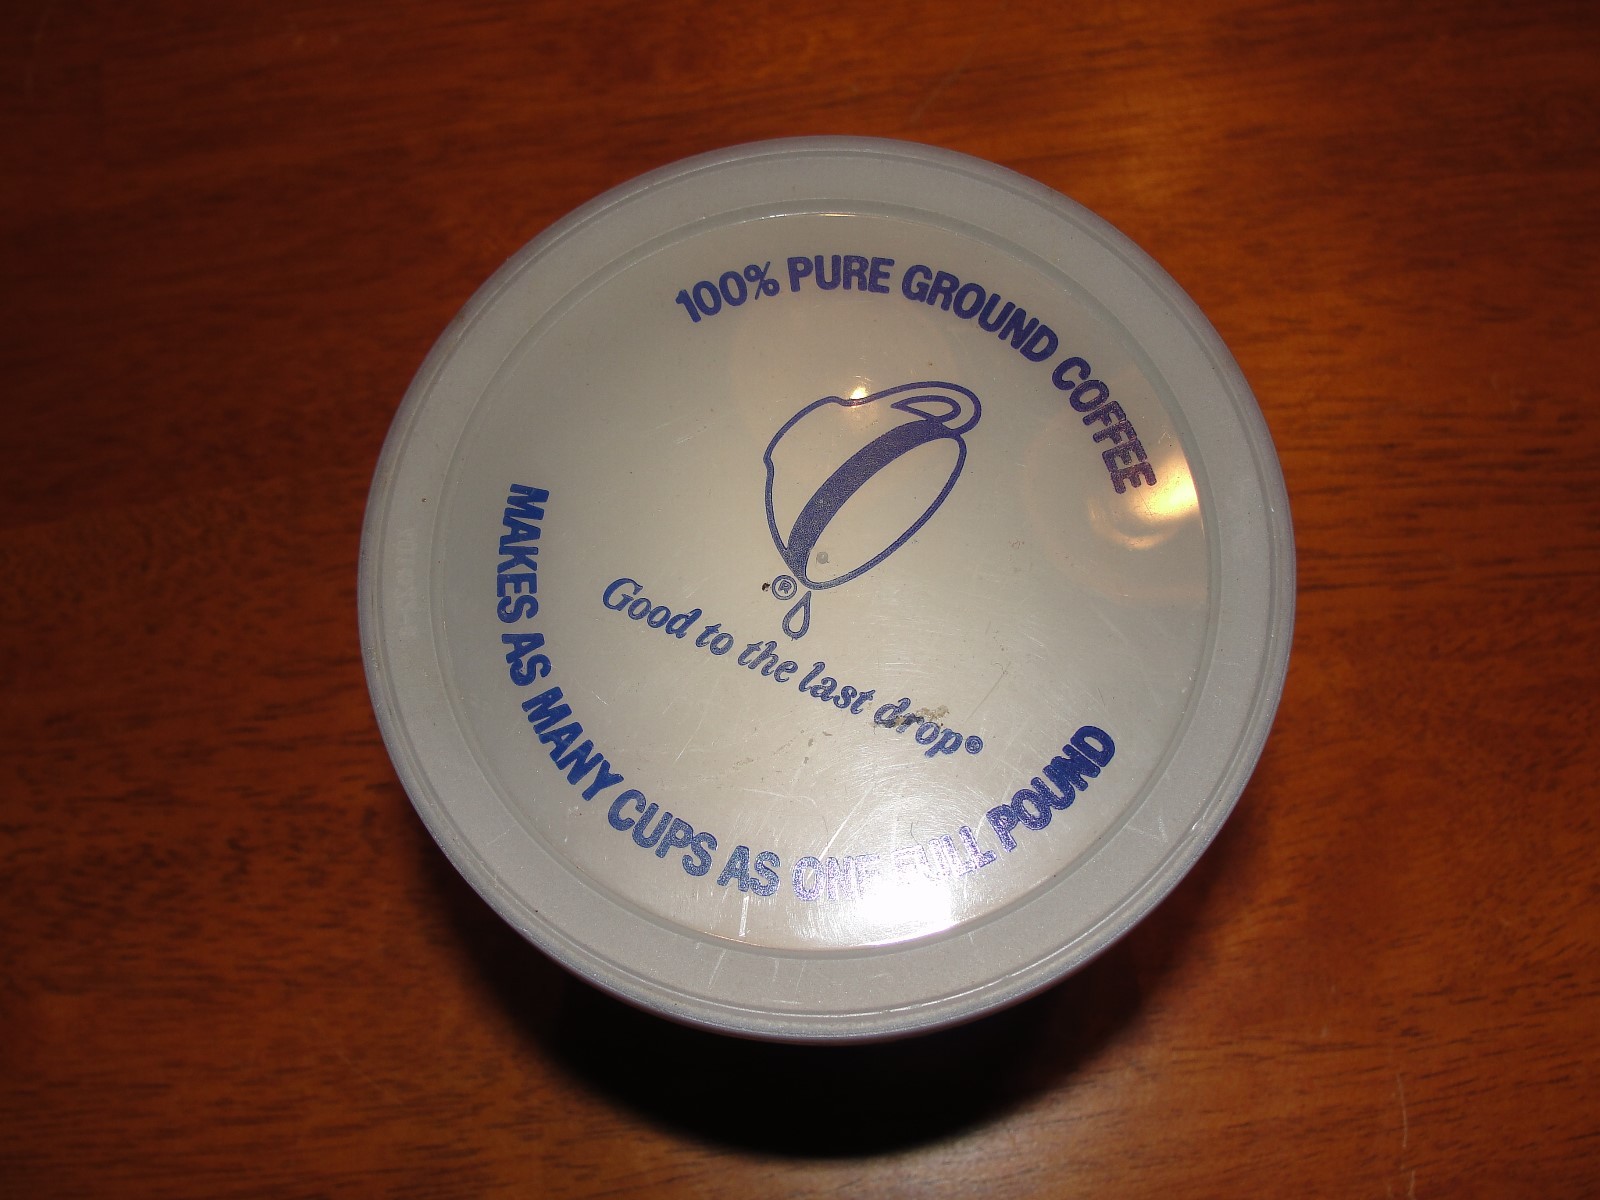 100% PURE GROUND COFFEE
®
Good to the last drop®
MAKES AS MANY CUPS AS ONE FULL POUND